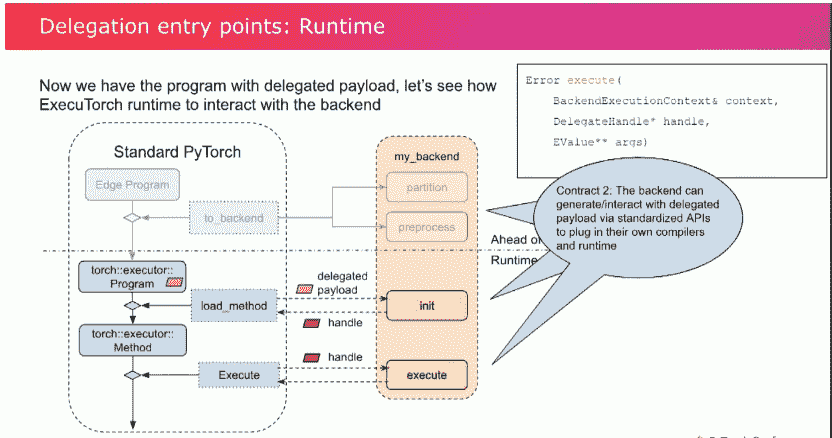 Delegation entry points: Runtime
Now we have the program with delegated payload, let's see how
ExecuTorch runtime to interact with the backend
Error execute(
BackendExecutionContext& context,
DelegateHandle* handle,
EValue** args)
Standard PyTorch
my_backend
Edge Program
partition
to_backend
preprocess
Contract 2: The backend can
generate/interact with delegated
payload via standardized APIs
to plug in their own compilers
and runtime
Ahead of
Runtime
torch::executor::
Program
delegated
payload
load_method
init
handle
torch::executor::
Method
handle
Execute
execute